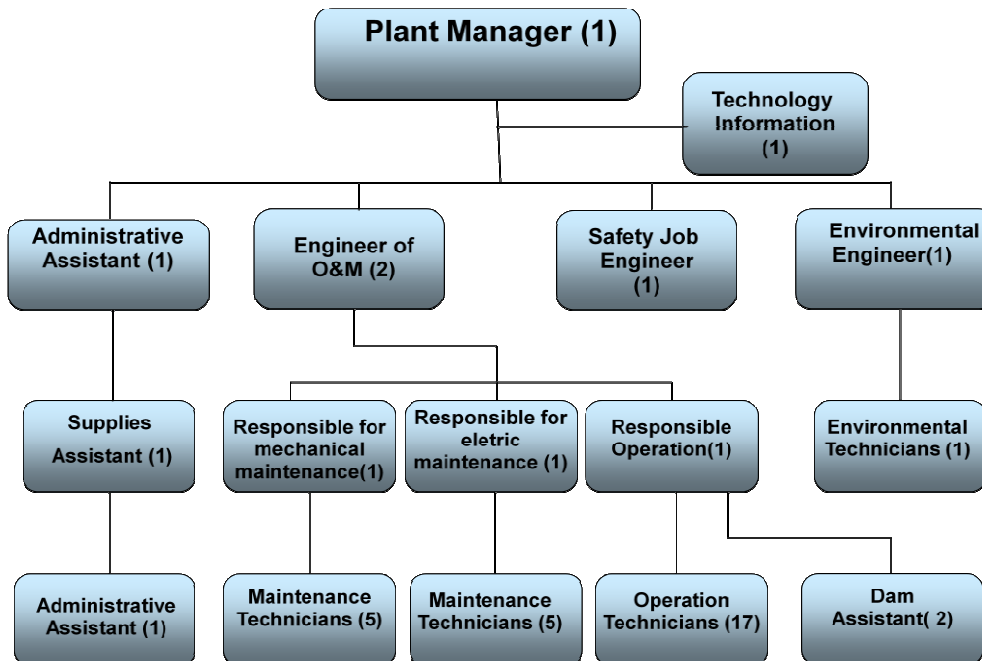 Plant Manager (1)
Technology
Information
(1)
Administrative
Assistant (1)
Engineer of
O&M (2)
Safety Job
Engineer
(1)
Environmental
Engineer(1)
Supplies
Assistant (1)
Responsible for
mechanical
maintenance(1)
Responsible for
eletric
maintenance (1)
Responsible
Operation(1)
Environmental
Technicians (1)
Administrative
Assistant (1)
Maintenance
Technicians (5)
Maintenance
Technicians (5)
Operation
Technicians (17)
Dam
Assistant( 2)